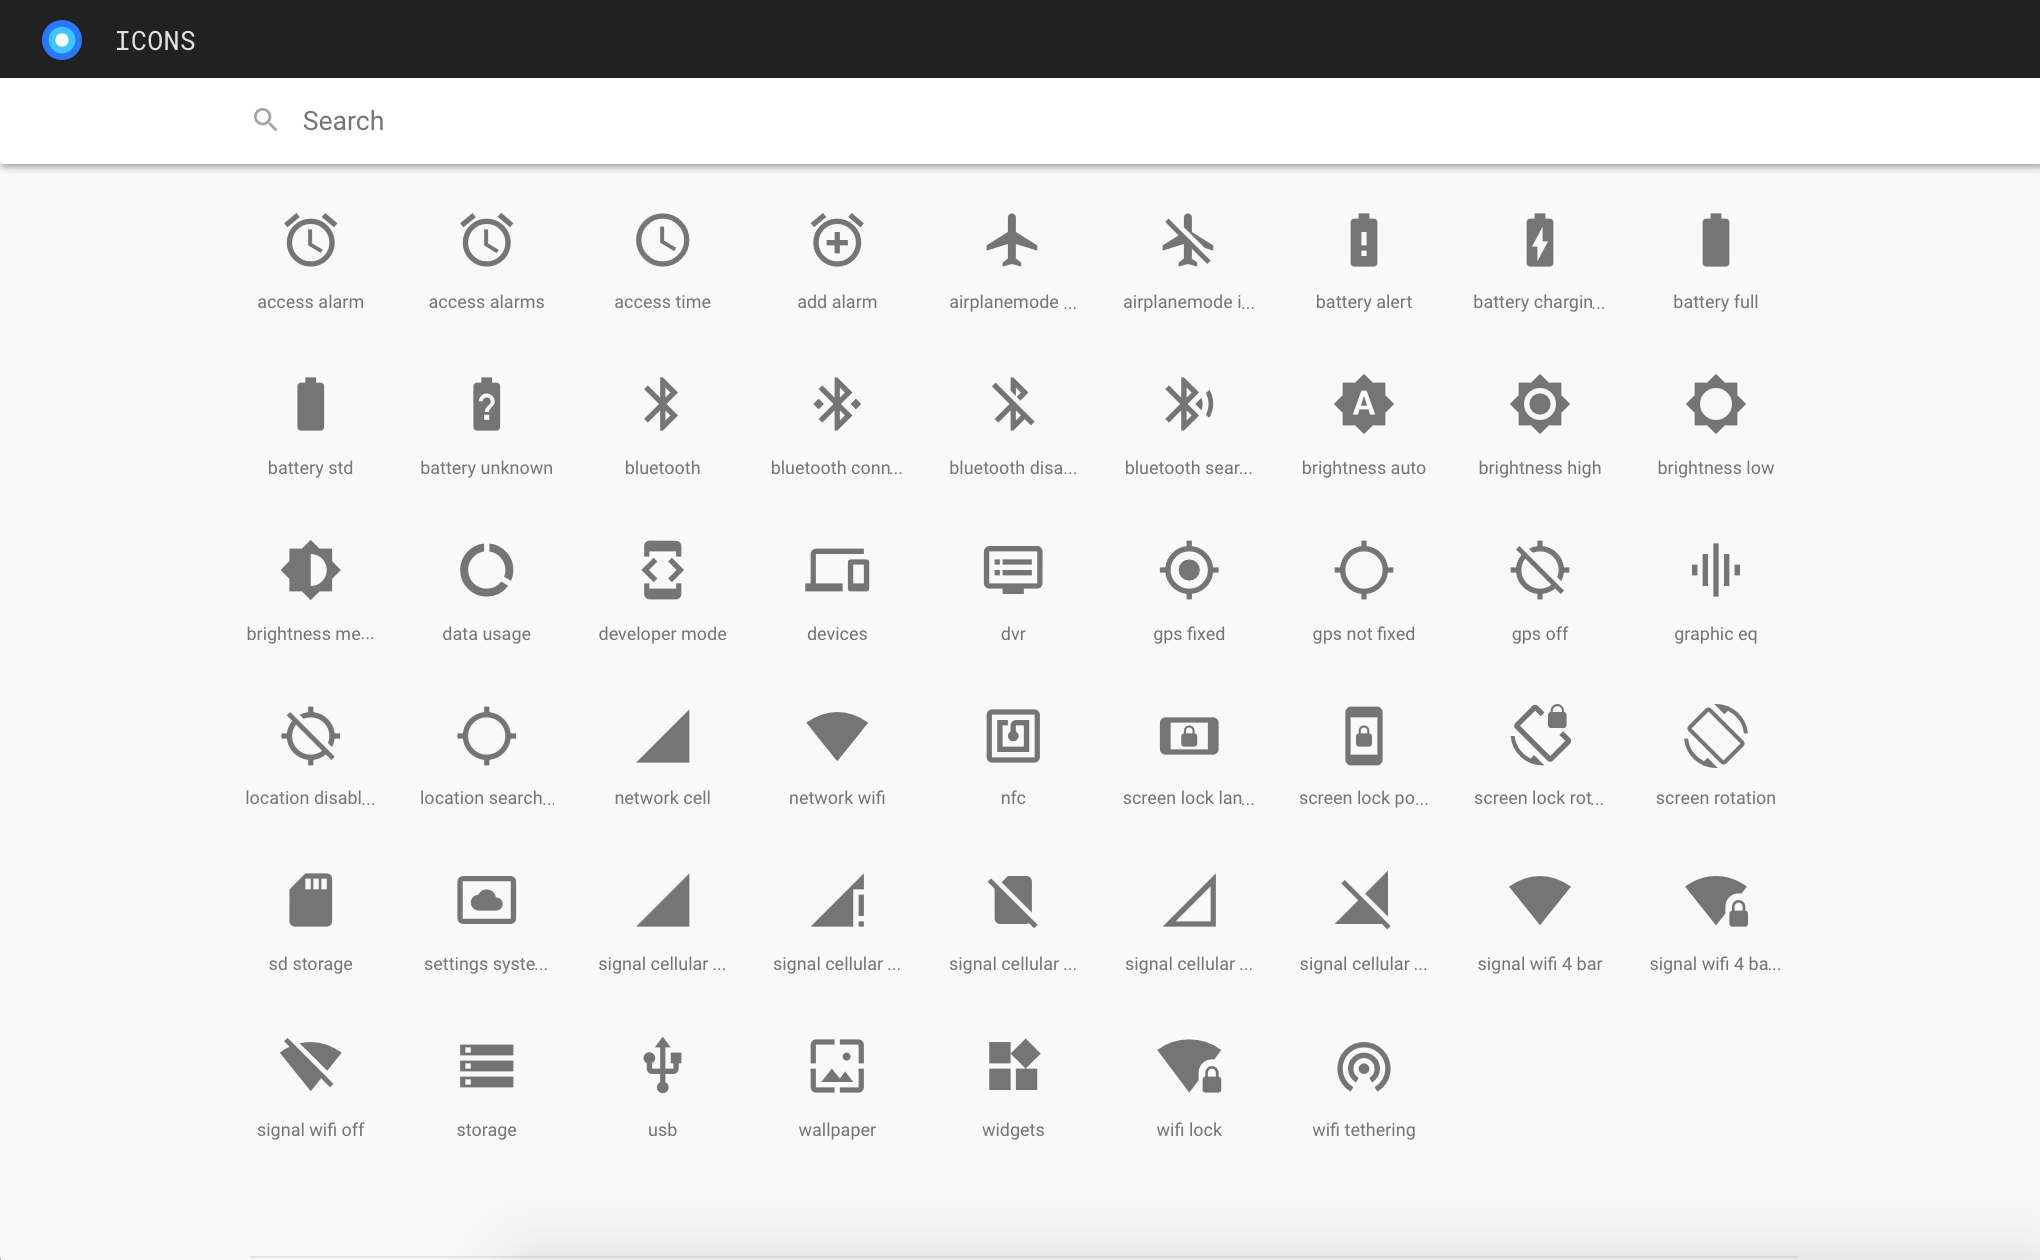 ICONS
Search
access alarm
access alarms
access time
add alarm
airplanemode ...
airplanemode i...
battery alert
battery chargin...
battery full
battery std
battery unknown
bluetooth
bluetooth conn...
bluetooth disa...
bluetooth sear...
brightness auto
brightness high
brightness low
brightness me...
data usage
developer mode
devices
dvr
gps fixed
gps not fixed
gps off
graphic eq
location disabl...
location search...
network cell
network wifi
nfc
screen lock lan...
screen lock po...
screen lock rot...
screen rotation
sd storage
settings syste...
signal cellular ...
signal cellular ...
signal cellular ...
signal cellular ...
signal cellular ...
signal wifi 4 bar
signal wifi 4 ba...
signal wifi off
storage
usb
wallpaper
widgets
wifi lock
wifi tethering